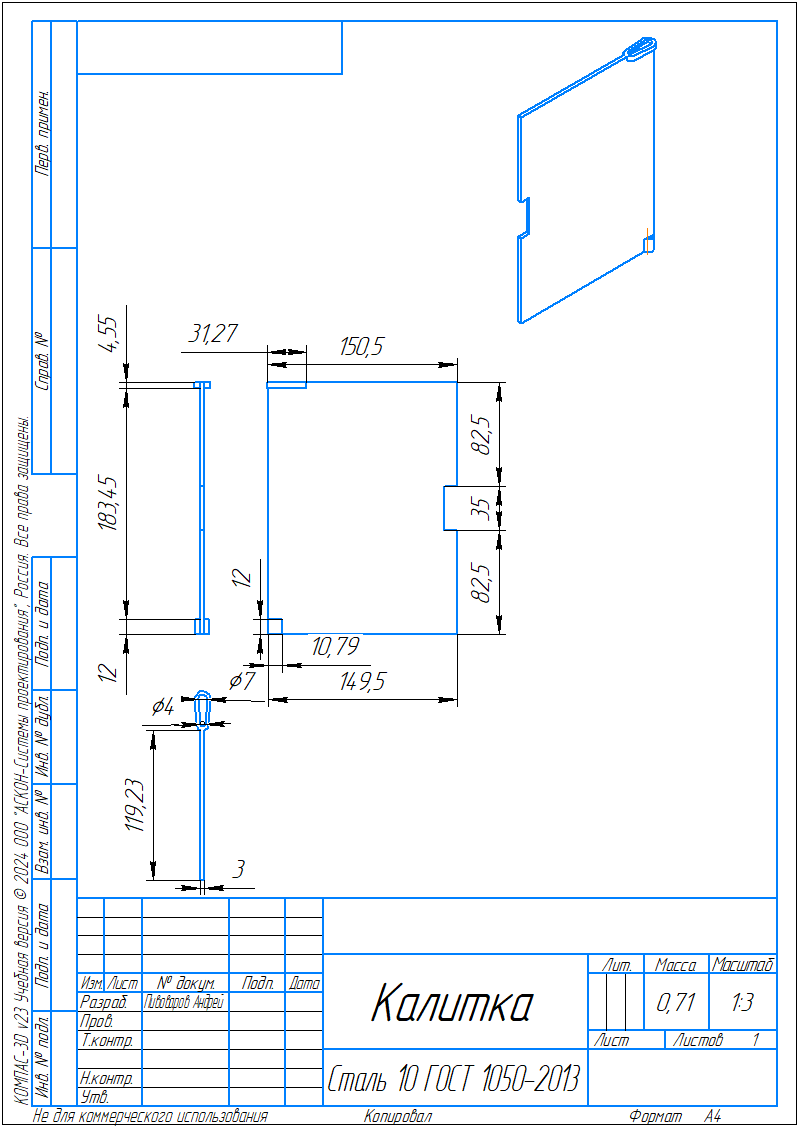 Перв. примен.
Справ. №
Подп. и дата
Инв. № дубл.
Взам. инв. №
Подп. и дата
Инв. № подл.
КОМПАС-3D v23 Учебная версия © 2024 ООО "АСКОН-Системы проектирования", Россия. Все права защищены.
4,55
31,27
150,5
183,45
82,5
35
82,5
12
12
10,79
149,5
⌀7
⌀4
119,23
3
Изм. Лист № докум. Подп. Дата
Разраб. Пивоваров Андрей
Пров.
Т.контр.
Н.контр.
Утв.
Калитка
Сталь 10 ГОСТ 1050-2013
Лит. Масса Масштаб
0,71 1:3
Лист Листов 1
Не для коммерческого использования Копировал Формат А4